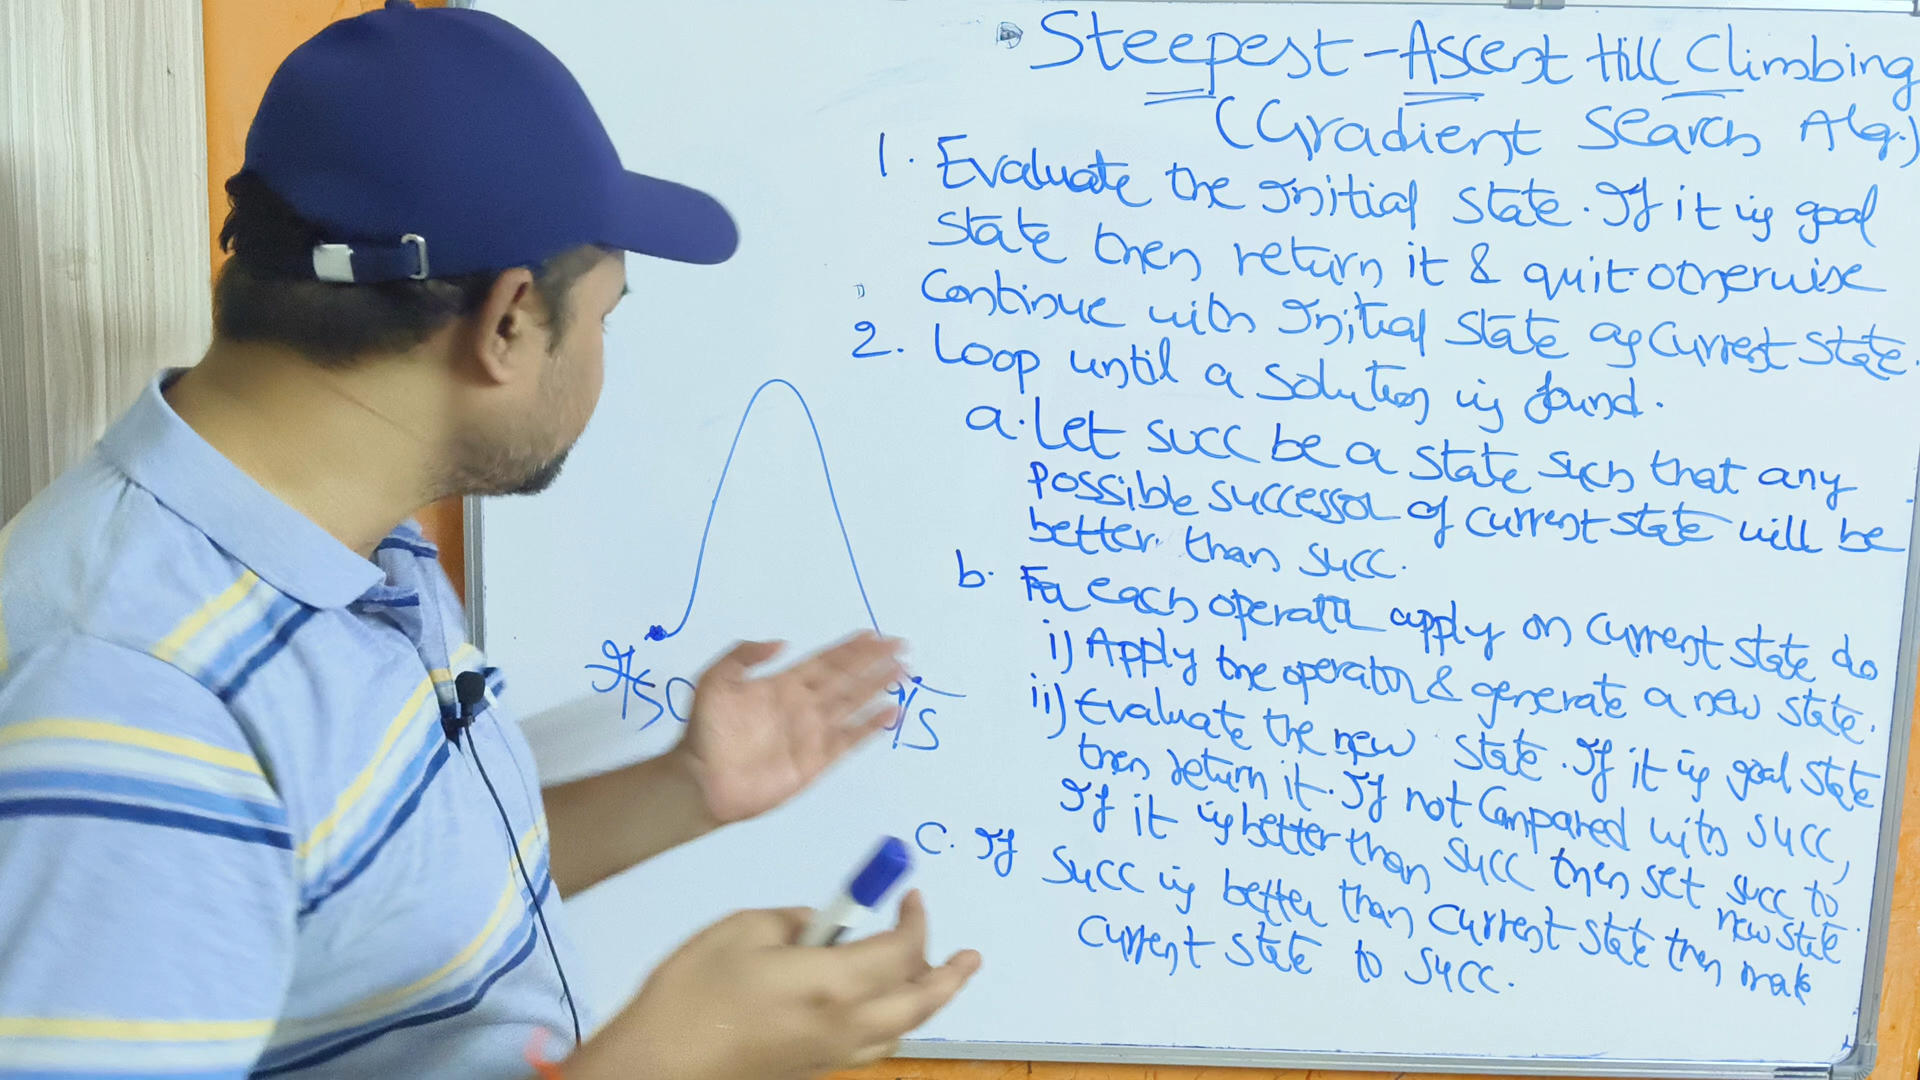 Steepest-Ascent Hill Climbing
(Gradient Search Alg.)
1. Evaluate the Initial State. If it is goal
state then return it & quit otherwise
Continue with Initial State as Current State.
2. Loop until a solution is found.
a. Let succ be a state such that any
possible successor of current state will be
better than succ.
b. For each operator apply on current state do
i) Apply the operator & generate a new state.
ii) Evaluate the new state. If it is goal state
then return it. If not Compared with succ,
If it is better than succ then set succ to
new state
c. If succ is better than current state then make
current state to succ.
I/S
g/S